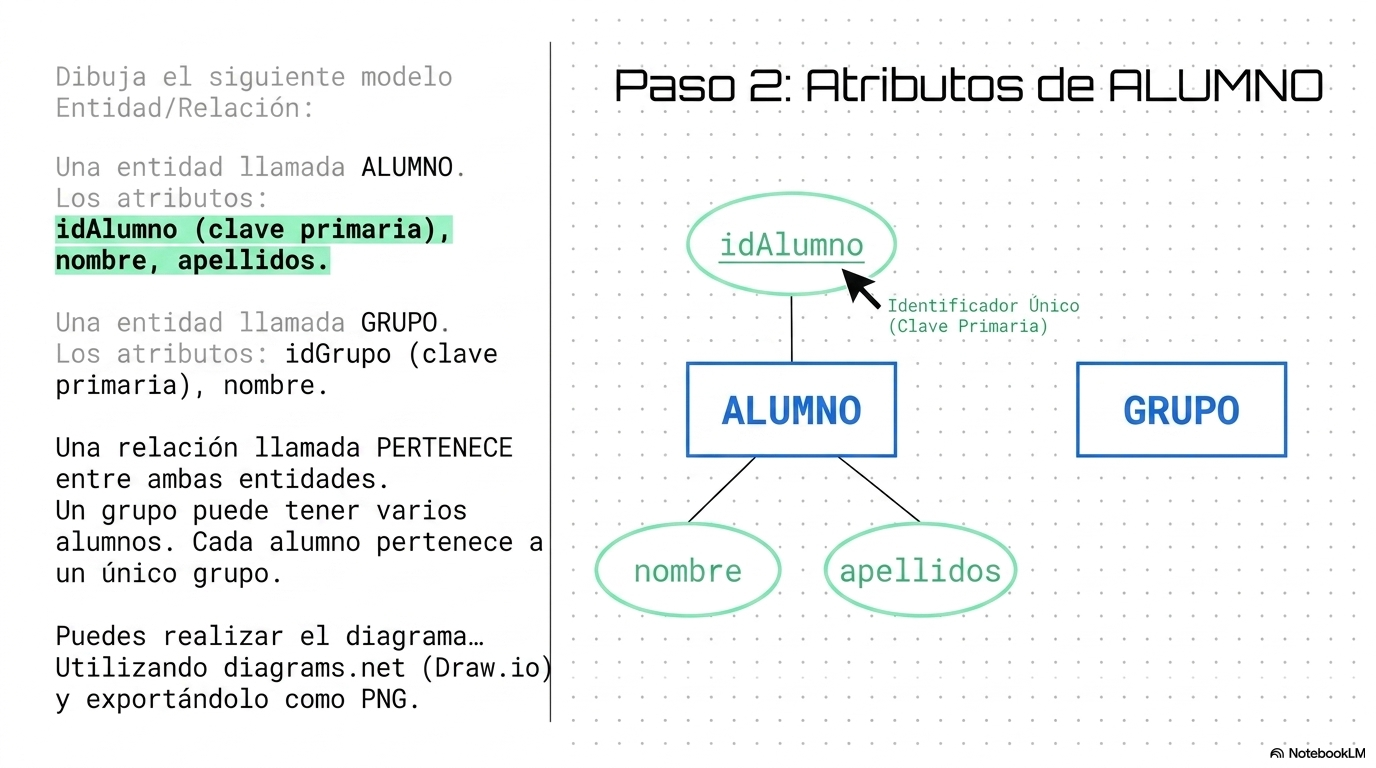 Dibuja el siguiente modelo
Entidad/Relación:
Una entidad llamada ALUMNO.
Los atributos:
idAlumno (clave primaria),
nombre, apellidos.
Una entidad llamada GRUPO.
Los atributos: idGrupo (clave
primaria), nombre.
Una relación llamada PERTENECE
entre ambas entidades.
Un grupo puede tener varios
alumnos. Cada alumno pertenece a
un único grupo.
Puedes realizar el diagrama…
Utilizando diagrams.net (Draw.io)
y exportándolo como PNG.
Paso 2: Atributos de ALUMNO
idAlumno
Identificador Único
(Clave Primaria)
ALUMNO
GRUPO
nombre
apellidos
NotebookLM